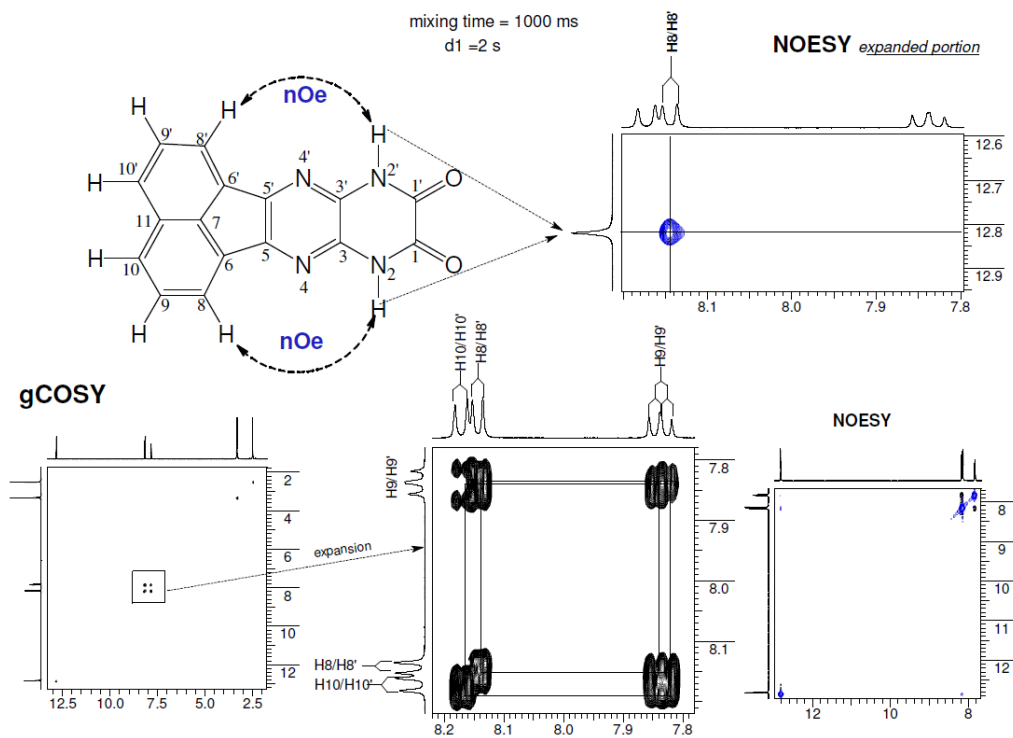 mixing time = 1000 ms
d1 =2 s
NOESY expanded portion
H8/H8'
nOe
H
H
H
H
8'
9'
10'
11
10
9
8
7
6'
6
5'
5
4'
N
N
4
3'
3
N
2'
N
2
1'
1
O
O
H
H
H
H
nOe
12.6
12.7
12.8
12.9
8.1 8.0 7.9 7.8
gCOSY
2
4
6
8
10
12
12.5 10.0 7.5 5.0 2.5
expansion
H10/H10'
H8/H8'
H9/H9'
H9/H9'
H8/H8'
H10/H10'
7.8
7.9
8.0
8.1
8.2 8.1 8.0 7.9 7.8
NOESY
8
9
10
11
12
12 10 8